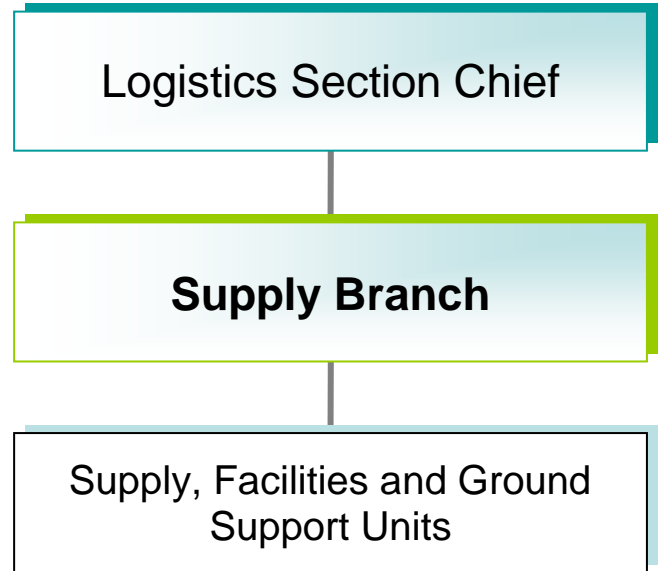 Logistics Section Chief
Supply Branch
Supply, Facilities and Ground
Support Units